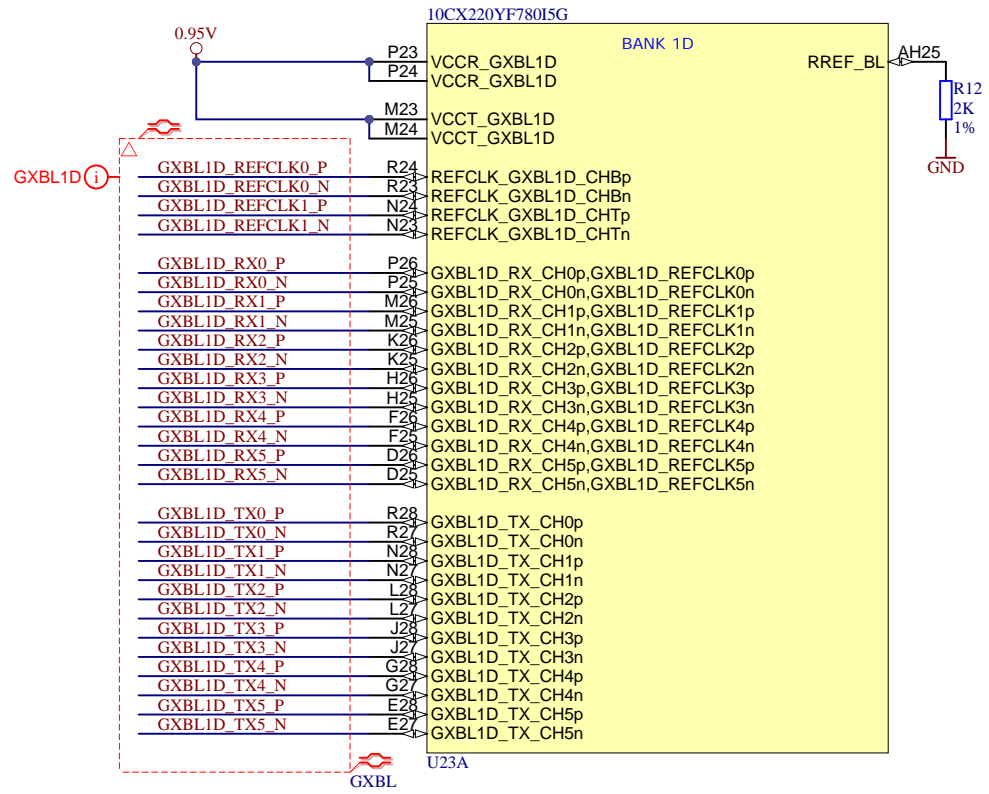 10CX220YF780I5G
0.95V
BANK 1D
P23 VCCR_GXBL1D
P24 VCCR_GXBL1D
RREF_BL AH25
R12
2K
1%
GND
M23 VCCT_GXBL1D
M24 VCCT_GXBL1D
GXBL1D i
GXBL1D_REFCLK0_P R24 REFCLK_GXBL1D_CHBp
GXBL1D_REFCLK0_N R23 REFCLK_GXBL1D_CHBn
GXBL1D_REFCLK1_P N24 REFCLK_GXBL1D_CHTp
GXBL1D_REFCLK1_N N23 REFCLK_GXBL1D_CHTn
GXBL1D_RX0_P P26 GXBL1D_RX_CH0p,GXBL1D_REFCLK0p
GXBL1D_RX0_N P25 GXBL1D_RX_CH0n,GXBL1D_REFCLK0n
GXBL1D_RX1_P M26 GXBL1D_RX_CH1p,GXBL1D_REFCLK1p
GXBL1D_RX1_N M25 GXBL1D_RX_CH1n,GXBL1D_REFCLK1n
GXBL1D_RX2_P K26 GXBL1D_RX_CH2p,GXBL1D_REFCLK2p
GXBL1D_RX2_N K25 GXBL1D_RX_CH2n,GXBL1D_REFCLK2n
GXBL1D_RX3_P H26 GXBL1D_RX_CH3p,GXBL1D_REFCLK3p
GXBL1D_RX3_N H25 GXBL1D_RX_CH3n,GXBL1D_REFCLK3n
GXBL1D_RX4_P F26 GXBL1D_RX_CH4p,GXBL1D_REFCLK4p
GXBL1D_RX4_N F25 GXBL1D_RX_CH4n,GXBL1D_REFCLK4n
GXBL1D_RX5_P D26 GXBL1D_RX_CH5p,GXBL1D_REFCLK5p
GXBL1D_RX5_N D25 GXBL1D_RX_CH5n,GXBL1D_REFCLK5n
GXBL1D_TX0_P R28 GXBL1D_TX_CH0p
GXBL1D_TX0_N R27 GXBL1D_TX_CH0n
GXBL1D_TX1_P N28 GXBL1D_TX_CH1p
GXBL1D_TX1_N N27 GXBL1D_TX_CH1n
GXBL1D_TX2_P L28 GXBL1D_TX_CH2p
GXBL1D_TX2_N L27 GXBL1D_TX_CH2n
GXBL1D_TX3_P J28 GXBL1D_TX_CH3p
GXBL1D_TX3_N J27 GXBL1D_TX_CH3n
GXBL1D_TX4_P G28 GXBL1D_TX_CH4p
GXBL1D_TX4_N G27 GXBL1D_TX_CH4n
GXBL1D_TX5_P E28 GXBL1D_TX_CH5p
GXBL1D_TX5_N E27 GXBL1D_TX_CH5n
U23A
GXBL